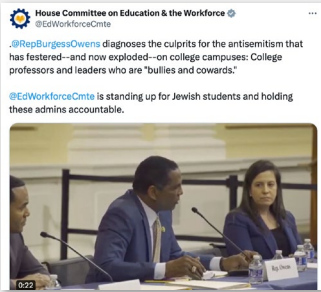 House Committee on Education & the Workforce
@EdWorkforceCmte
.@RepBurgessOwens diagnoses the culprits for the antisemitism that
has festered--and now exploded--on college campuses: College
professors and leaders who are "bullies and cowards."
@EdWorkforceCmte is standing up for Jewish students and holding
these admins accountable.
Rep. Owens
0:22